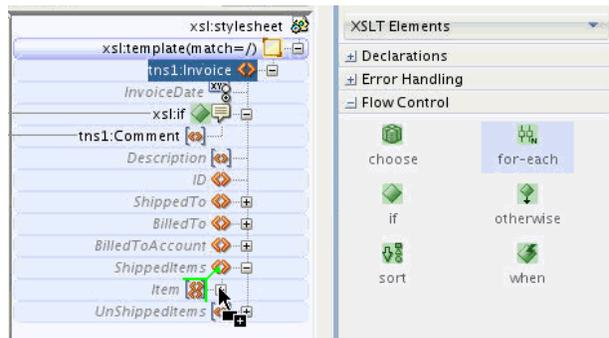 xsl:stylesheet
xsl:template(match=/)
tns1:Invoice
InvoiceDate
xsl:if
tns1:Comment
Description
ID
ShippedTo
BilledTo
BilledToAccount
ShippedItems
Item
UnShippedItems
XSLT Elements
Declarations
Error Handling
Flow Control
choose
for-each
if
otherwise
sort
when